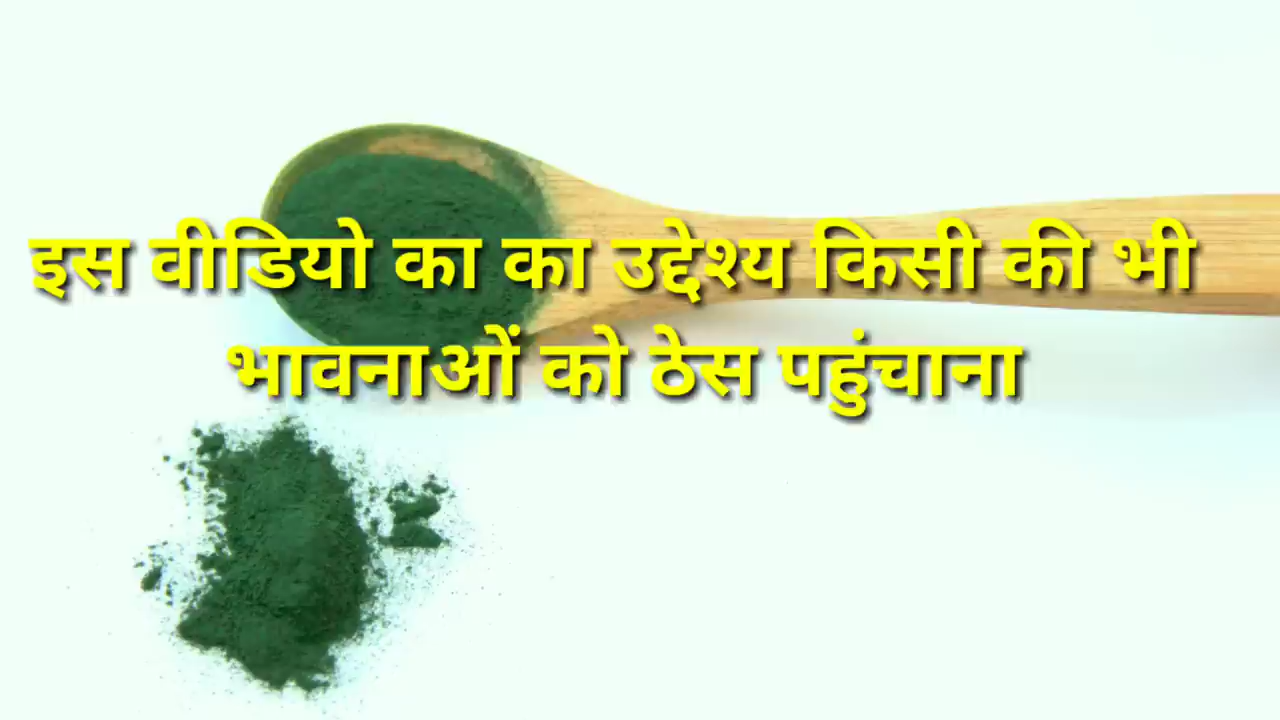 इस वीडियो का का उद्देश्य किसी की भी
भावनाओं को ठेस पहुंचाना